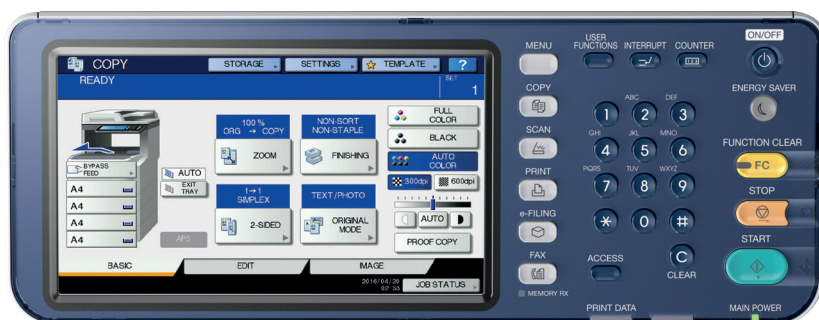 COPY
STORAGE
SETTINGS
TEMPLATE
?
READY
SET
1
100 %
ORG → COPY
ZOOM
NON-SORT
NON-STAPLE
FINISHING
FULL
COLOR
BLACK
AUTO
COLOR
300dpi
600dpi
BYPASS
FEED
A4
A4
A4
A4
AUTO
EXIT
TRAY
APS
1→1
SIMPLEX
2-SIDED
TEXT/PHOTO
ORIGINAL
MODE
AUTO
PROOF COPY
BASIC
EDIT
IMAGE
2016/04/20
02:53
JOB STATUS
MENU
COPY
SCAN
PRINT
e-FILING
FAX
MEMORY RX
USER
FUNCTIONS
INTERRUPT
COUNTER
ABC
DEF
1
2
3
GHI
JKL
MNO
4
5
6
PQRS
TUV
WXYZ
7
8
9
*
0
#
ACCESS
C
CLEAR
PRINT DATA
ON/OFF
ENERGY SAVER
FUNCTION CLEAR
FC
STOP
START
MAIN POWER